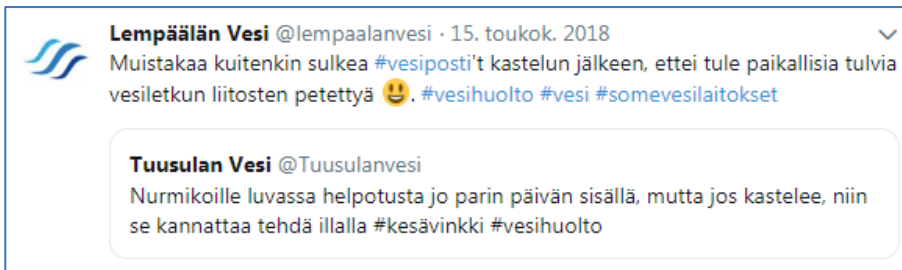 Lempäälän Vesi @lempaalanvesi · 15. toukok. 2018
Muistakaa kuitenkin sulkea #vesiposti't kastelun jälkeen, ettei tule paikallisia tulvia
vesiletkun liitosten petettyä 😃. #vesihuolto #vesi #somevesilaitokset
Tuusulan Vesi @Tuusulanvesi
Nurmikoille luvassa helpotusta jo parin päivän sisällä, mutta jos kastelee, niin
se kannattaa tehdä illalla #kesävinkki #vesihuolto